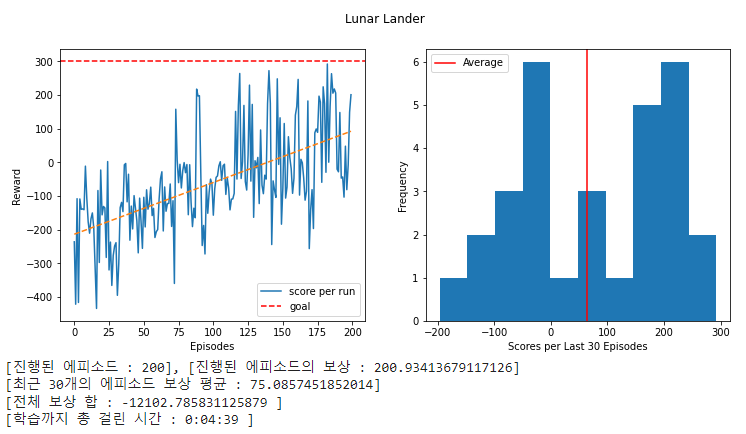 Lunar Lander
300
200
100
0
−100
−200
−300
−400
Reward
0
25
50
75
100
125
150
175
200
Episodes
score per run
goal
6
5
4
3
2
1
0
Frequency
−200
−100
0
100
200
300
Scores per Last 30 Episodes
Average
[진행된 에피소드 : 200], [진행된 에피소드의 보상 : 200.93413679117126]
[최근 30개의 에피소드 보상 평균 : 75.0857451852014]
[전체 보상 합 : -12102.785831125879 ]
[학습까지 총 걸린 시간 : 0:04:39 ]